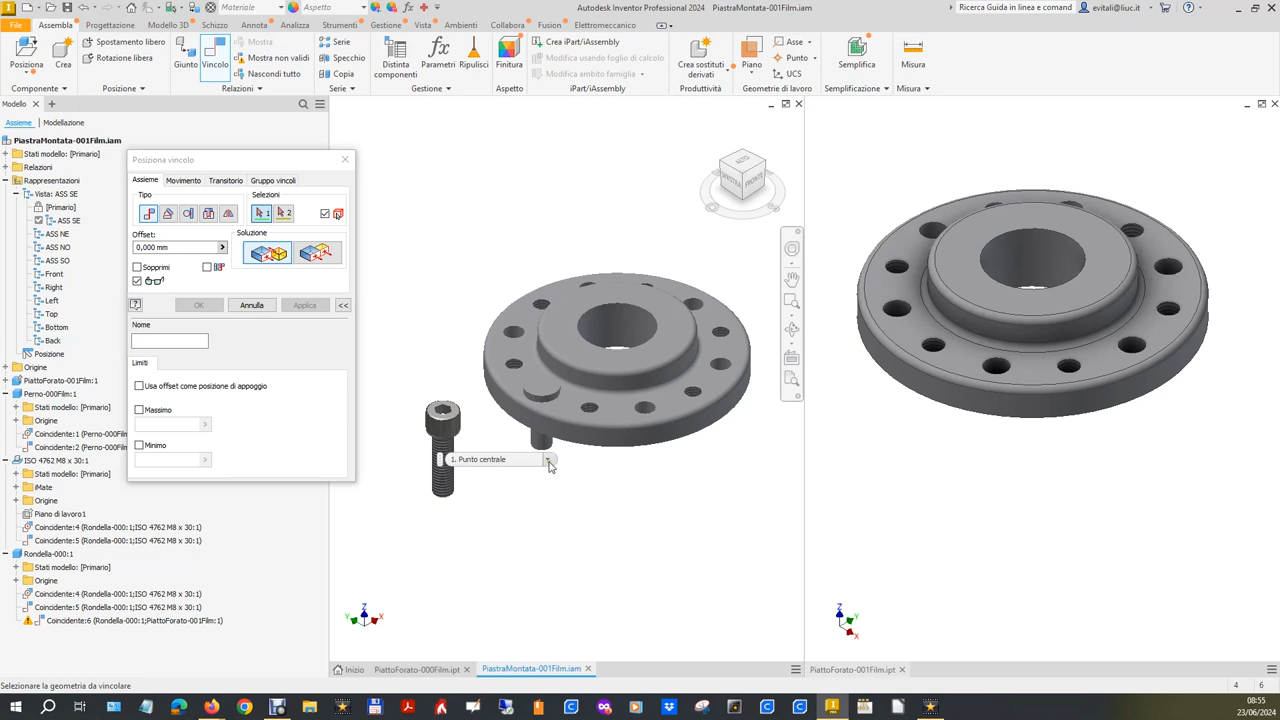 Materiale
Aspetto
Autodesk Inventor Professional 2024   PiastraMontata-001Film.iam
Ricerca Guida in linea e comand
evitali@liuc.it
File
Assembla
Progettazione
Modello 3D
Schizzo
Annota
Analizza
Strumenti
Gestione
Vista
Ambienti
Collabora
Fusion
Elettromeccanico
Posiziona
Crea
Spostamento libero
Rotazione libera
Componente
Posizione
Giunto
Vincolo
Mostra
Mostra non validi
Nascondi tutto
Relazioni
Serie
Specchio
Copia
Serie
Distinta
componenti
Parametri
Ripulisci
Gestione
Finitura
Aspetto
Crea iPart/iAssembly
Modifica usando foglio di calcolo
Modifica ambito famiglia
iPart/iAssembly
Crea sostituti
derivati
Produttività
Piano
Asse
Punto
UCS
Geometrie di lavoro
Semplifica
Semplificazione
Misura
Misura
Modello
Assieme
Modellazione
PiastraMontata-001Film.iam
Stati modello: [Primario]
Relazioni
Rappresentazioni
Vista: ASS SE
[Primario]
ASS SE
ASS NE
ASS NO
ASS SO
Front
Right
Left
Top
Bottom
Back
Posizione
Origine
PiattoForato-001Film:1
Perno-000Film:1
Stati modello: [Primario]
Origine
Coincidente:1 (Perno-000Film
Coincidente:2 (Perno-000Film
ISO 4762 M8 x 30:1
Stati modello: [Primario]
iMate
Origine
Piano di lavoro1
Coincidente:4 (Rondella-000:1;ISO 4762 M8 x 30:1)
Coincidente:5 (Rondella-000:1;ISO 4762 M8 x 30:1)
Rondella-000:1
Stati modello: [Primario]
Origine
Coincidente:4 (Rondella-000:1;ISO 4762 M8 x 30:1)
Coincidente:5 (Rondella-000:1;ISO 4762 M8 x 30:1)
Coincidente:6 (Rondella-000:1;PiattoForato-001Film:1)
Posiziona vincolo
Assieme
Movimento
Transitorio
Gruppo vincoli
Tipo
Selezioni
1
2
Offset:
0,000 mm
Soluzione
Sopprimi
OK
Annulla
Applica
<<
Nome
Limiti
Usa offset come posizione di appoggio
Massimo
Minimo
ALTO
SINISTRA
FRONTE
1. Punto centrale
Z
Y
X
Z
Y
X
Inizio
PiattoForato-000Film.ipt
PiastraMontata-001Film.iam
PiattoForato-001Film.ipt
Selezionare la geometria da vincolare
4
6
08:55
23/06/2024